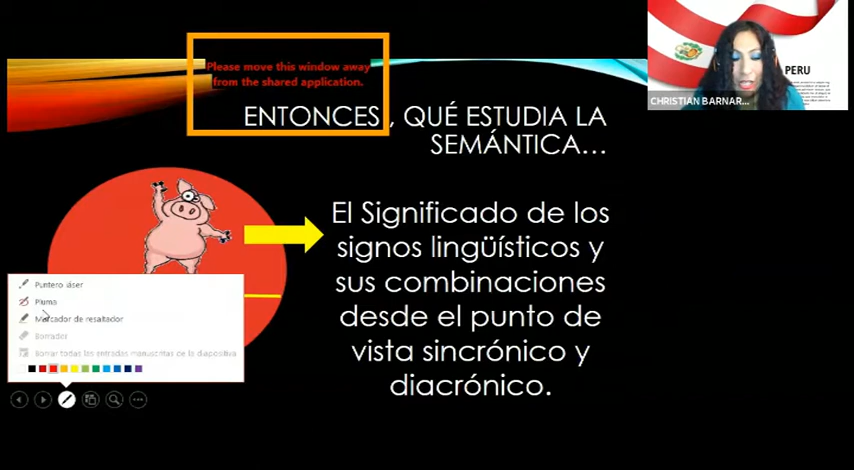 Please move this window away
from the shared application.
ENTONCES , QUÉ ESTUDIA LA
SEMÁNTICA...
PERU
CHRISTIAN BARNAR...
El Significado de los
signos lingüísticos y
sus combinaciones
desde el punto de
vista sincrónico y
diacrónico.
Puntero láser
Pluma
Marcador de resaltador
Borrador
Borrar todas las entradas manuscritas de la diapositiva